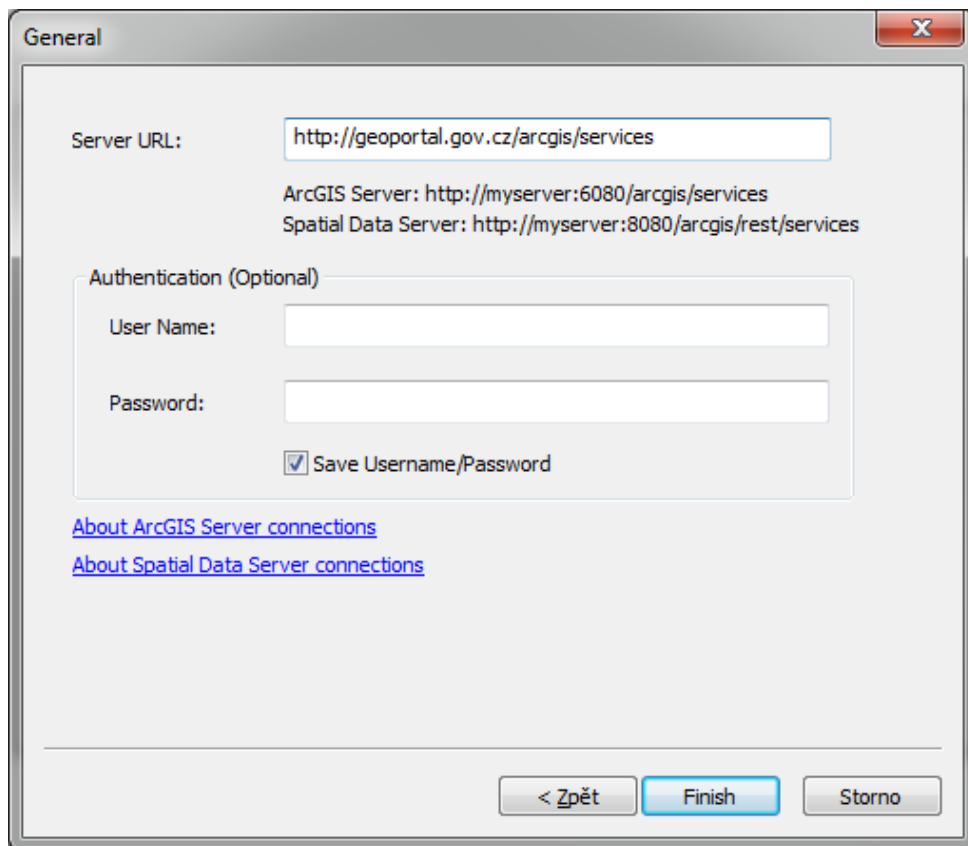 General
Server URL: http://geoportal.gov.cz/arcgis/services
ArcGIS Server: http://myserver:6080/arcgis/services
Spatial Data Server: http://myserver:8080/arcgis/rest/services
Authentication (Optional)
User Name:
Password:
Save Username/Password
About ArcGIS Server connections
About Spatial Data Server connections
< Zpět Finish Storno